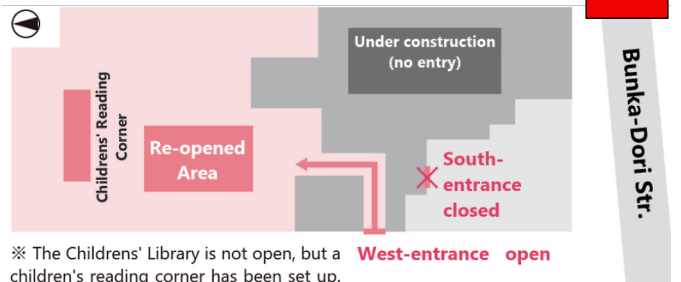 Under construction
(no entry)
Childrens' Reading
Corner
Re-opened
Area
South-
entrance
closed
Bunka-Dori Str.
West-entrance open
※ The Childrens' Library is not open, but a
children's reading corner has been set up.